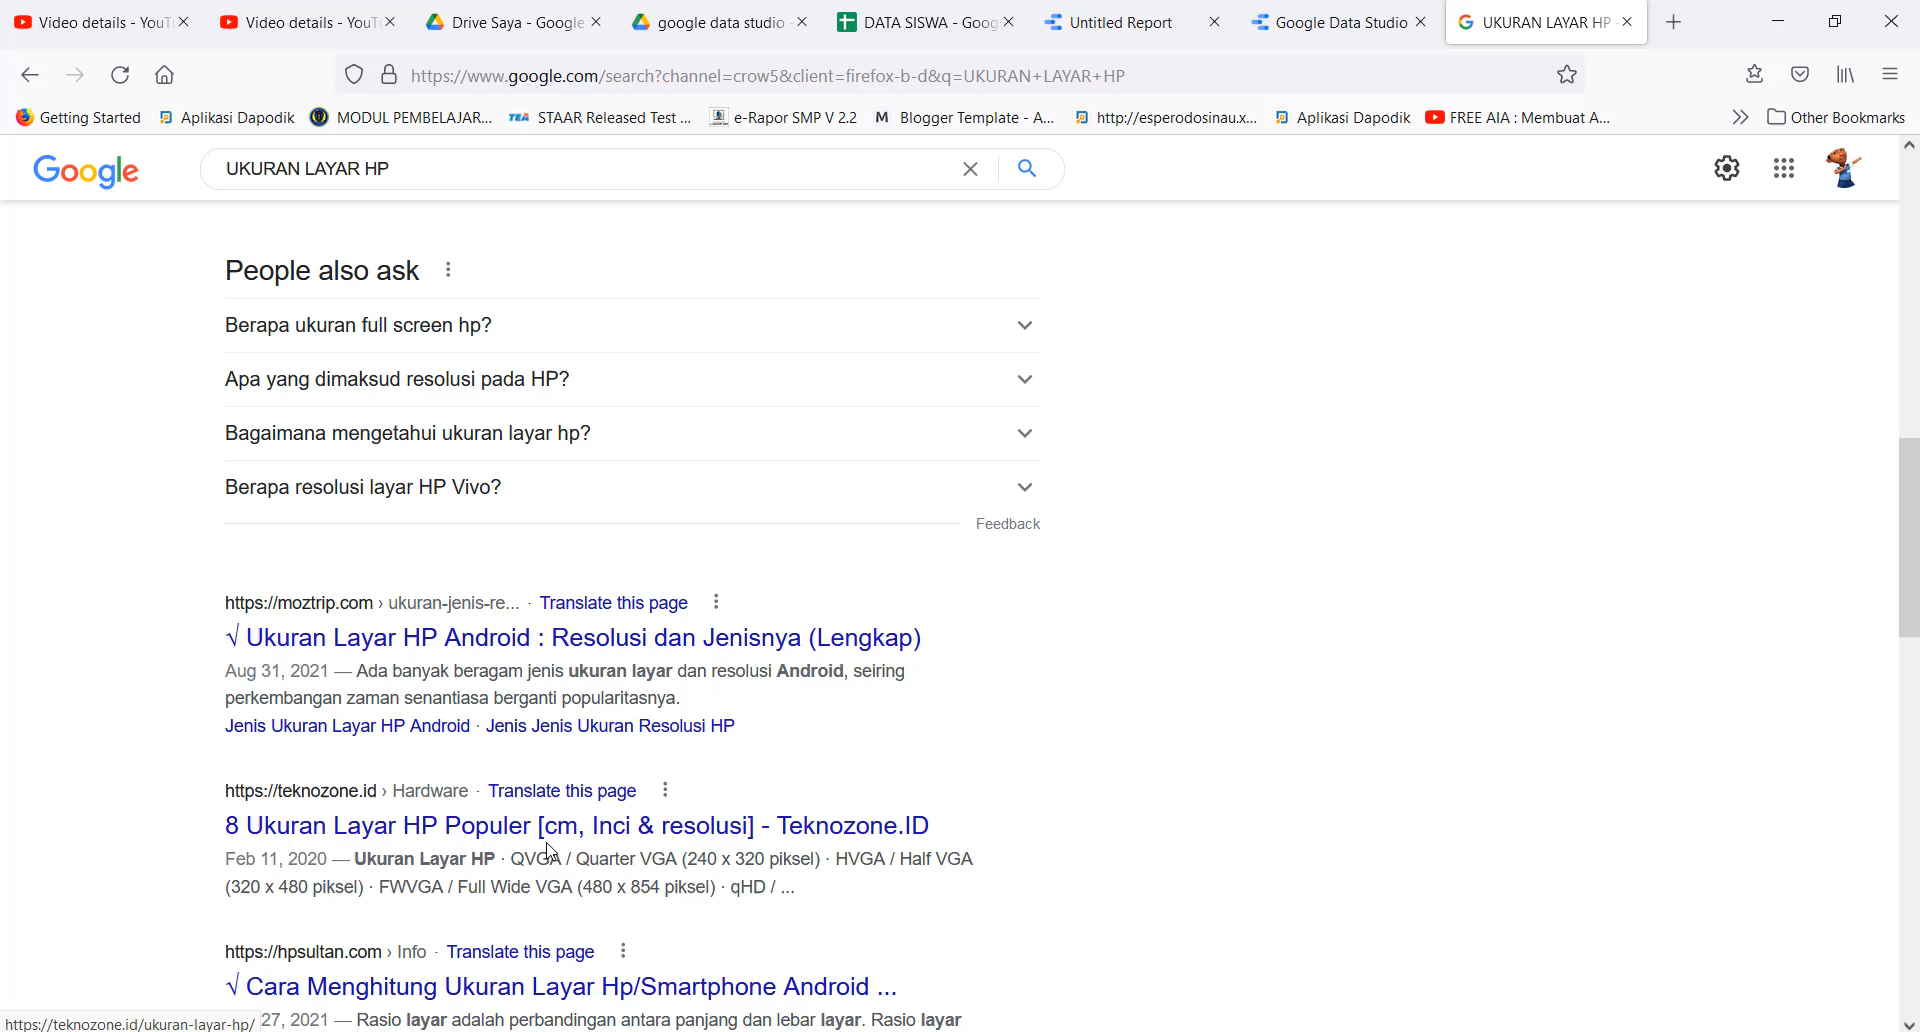 Video details - YouT
Video details - YouT
Drive Saya - Google
google data studio -
DATA SISWA - Goog
Untitled Report
Google Data Studio
UKURAN LAYAR HP -
https://www.google.com/search?channel=crow5&client=firefox-b-d&q=UKURAN+LAYAR+HP
Getting Started
Aplikasi Dapodik
MODUL PEMBELAJAR...
TEA
STAAR Released Test ...
e-Rapor SMP V 2.2
M
Blogger Template - A...
http://esperodosinau.x...
Aplikasi Dapodik
FREE AIA : Membuat A...
Other Bookmarks
Google
UKURAN LAYAR HP
People also ask
Berapa ukuran full screen hp?
Apa yang dimaksud resolusi pada HP?
Bagaimana mengetahui ukuran layar hp?
Berapa resolusi layar HP Vivo?
Feedback
https://moztrip.com › ukuran-jenis-re... · Translate this page
√ Ukuran Layar HP Android : Resolusi dan Jenisnya (Lengkap)
Aug 31, 2021 — Ada banyak beragam jenis ukuran layar dan resolusi Android, seiring
perkembangan zaman senantiasa berganti popularitasnya.
Jenis Ukuran Layar HP Android · Jenis Jenis Ukuran Resolusi HP
https://teknozone.id › Hardware · Translate this page
8 Ukuran Layar HP Populer [cm, Inci & resolusi] - Teknozone.ID
Feb 11, 2020 — Ukuran Layar HP · QVGA / Quarter VGA (240 x 320 piksel) · HVGA / Half VGA
(320 x 480 piksel) · FWVGA / Full Wide VGA (480 x 854 piksel) · qHD / ...
https://hpsultan.com › Info · Translate this page
√ Cara Menghitung Ukuran Layar Hp/Smartphone Android ...
27, 2021 — Rasio layar adalah perbandingan antara panjang dan lebar layar. Rasio layar
https://teknozone.id/ukuran-layar-hp/